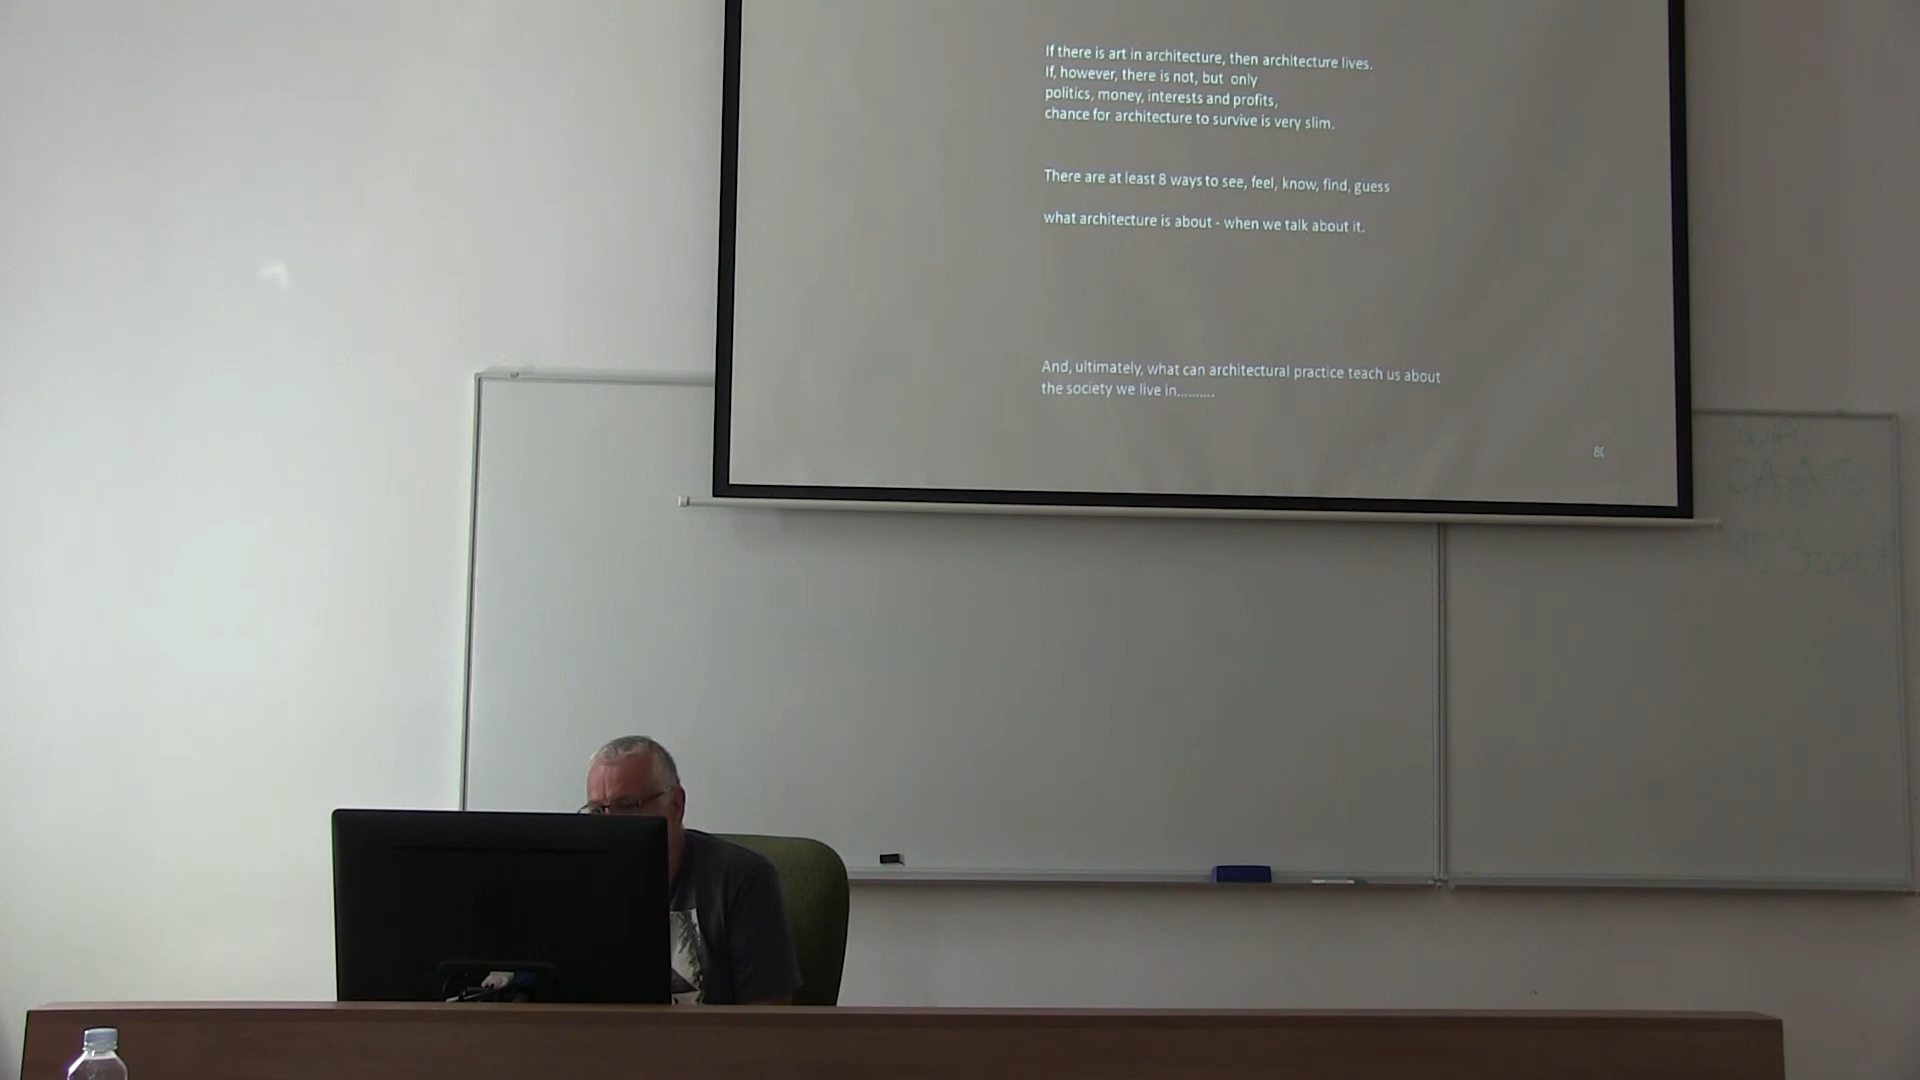 If there is art in architecture, then architecture lives.
If, however, there is not, but only
politics, money, interests and profits,
chance for architecture to survive is very slim.
There are at least 8 ways to see, feel, know, find, guess
what architecture is about - when we talk about it.
And, ultimately, what can architectural practice teach us about
the society we live in..........